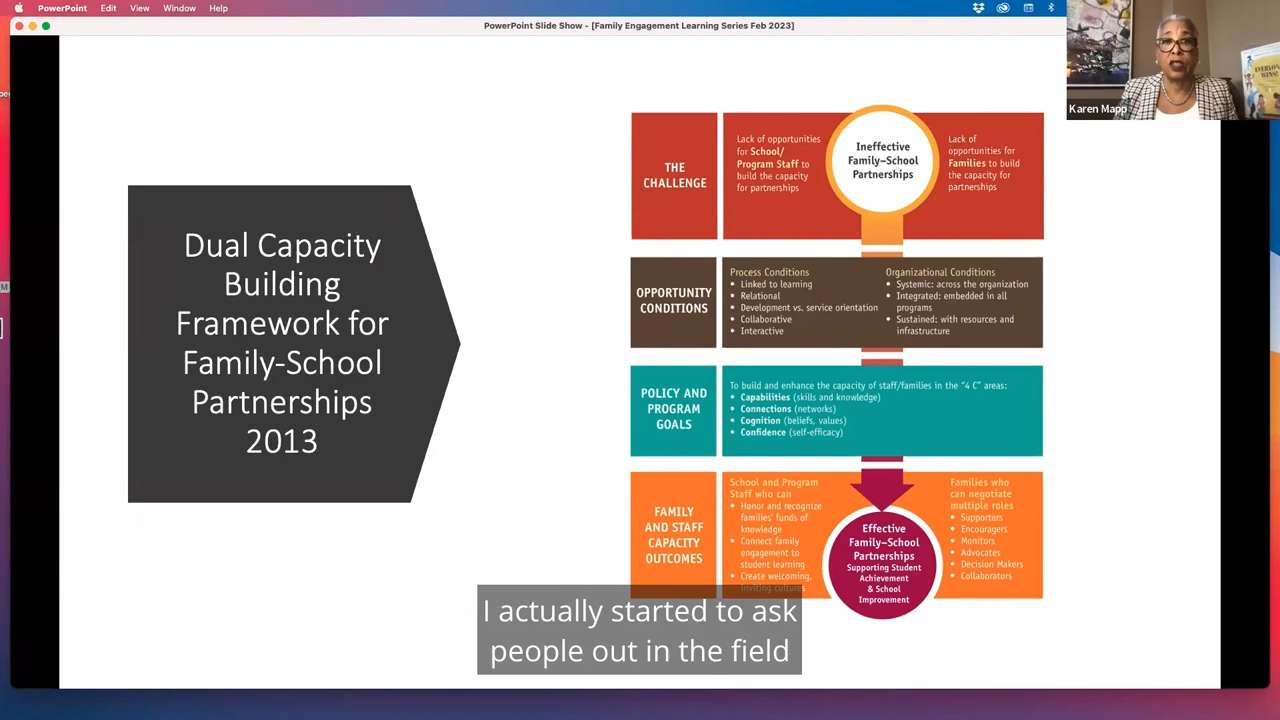 PowerPoint Edit View Window Help
PowerPoint Slide Show - [Family Engagement Learning Series Feb 2023]
EVERYONE
WINS!
Karen Mapp
Dual Capacity
Building
Framework for
Family-School
Partnerships
2013
THE
CHALLENGE
Lack of opportunities
for School/
Program Staff to
build the capacity
for partnerships
Ineffective
Family–School
Partnerships
Lack of
opportunities for
Families to build
the capacity for
partnerships
OPPORTUNITY
CONDITIONS
Process Conditions
• Linked to learning
• Relational
• Development vs. service orientation
• Collaborative
• Interactive
Organizational Conditions
• Systemic: across the organization
• Integrated: embedded in all
programs
• Sustained: with resources and
infrastructure
POLICY AND
PROGRAM
GOALS
To build and enhance the capacity of staff/families in the “4 C” areas:
• Capabilities (skills and knowledge)
• Connections (networks)
• Cognition (beliefs, values)
• Confidence (self-efficacy)
FAMILY
AND STAFF
CAPACITY
OUTCOMES
School and Program
Staff who can
• Honor and recognize
families’ funds of
knowledge
• Connect family
engagement to
student learning
• Create welcoming,
inviting cultures
Effective
Family–School
Partnerships
Supporting Student
Achievement
& School
Improvement
Families who
can negotiate
multiple roles
• Supporters
• Encouragers
• Monitors
• Advocates
• Decision Makers
• Collaborators
I actually started to ask
people out in the field